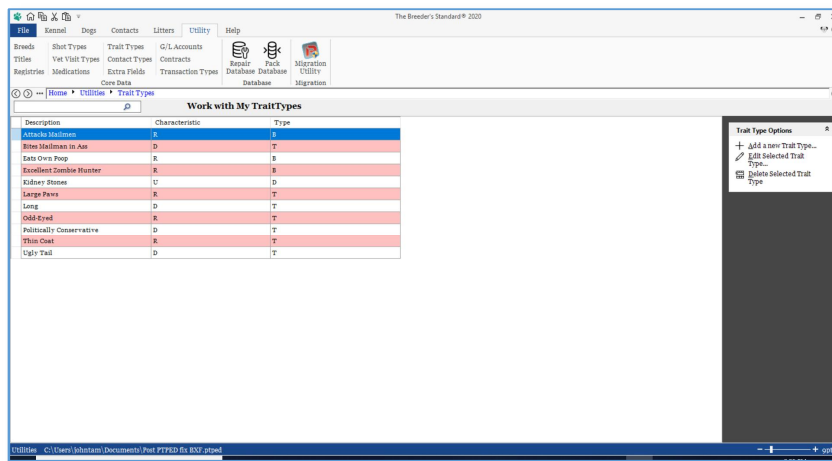 The Breeder's Standard® 2020
File Kennel Dogs Contacts Litters Utility Help
Breeds Shot Types Trait Types G/L Accounts
Titles Vet Visit Types Contact Types Contracts
Registries Medications Extra Fields Transaction Types
Repair Database
Pack Database
Migration Utility
Core Data Database Migration
Home Utilities Trait Types
Work with My TraitTypes
Description Characteristic Type
Attacks Mailmen R B
Bites Mailman in Ass D T
Eats Own Poop R B
Excellent Zombie Hunter R B
Kidney Stones U D
Large Paws R T
Long D T
Odd-Eyed R T
Politically Conservative D T
Thin Coat R T
Ugly Tail D T
Trait Type Options
Add a new Trait Type...
Edit Selected Trait
Type...
Delete Selected Trait
Type
Utilities C:\Users\johntam\Documents\Post PTPED fix BXF.ptped
9pt